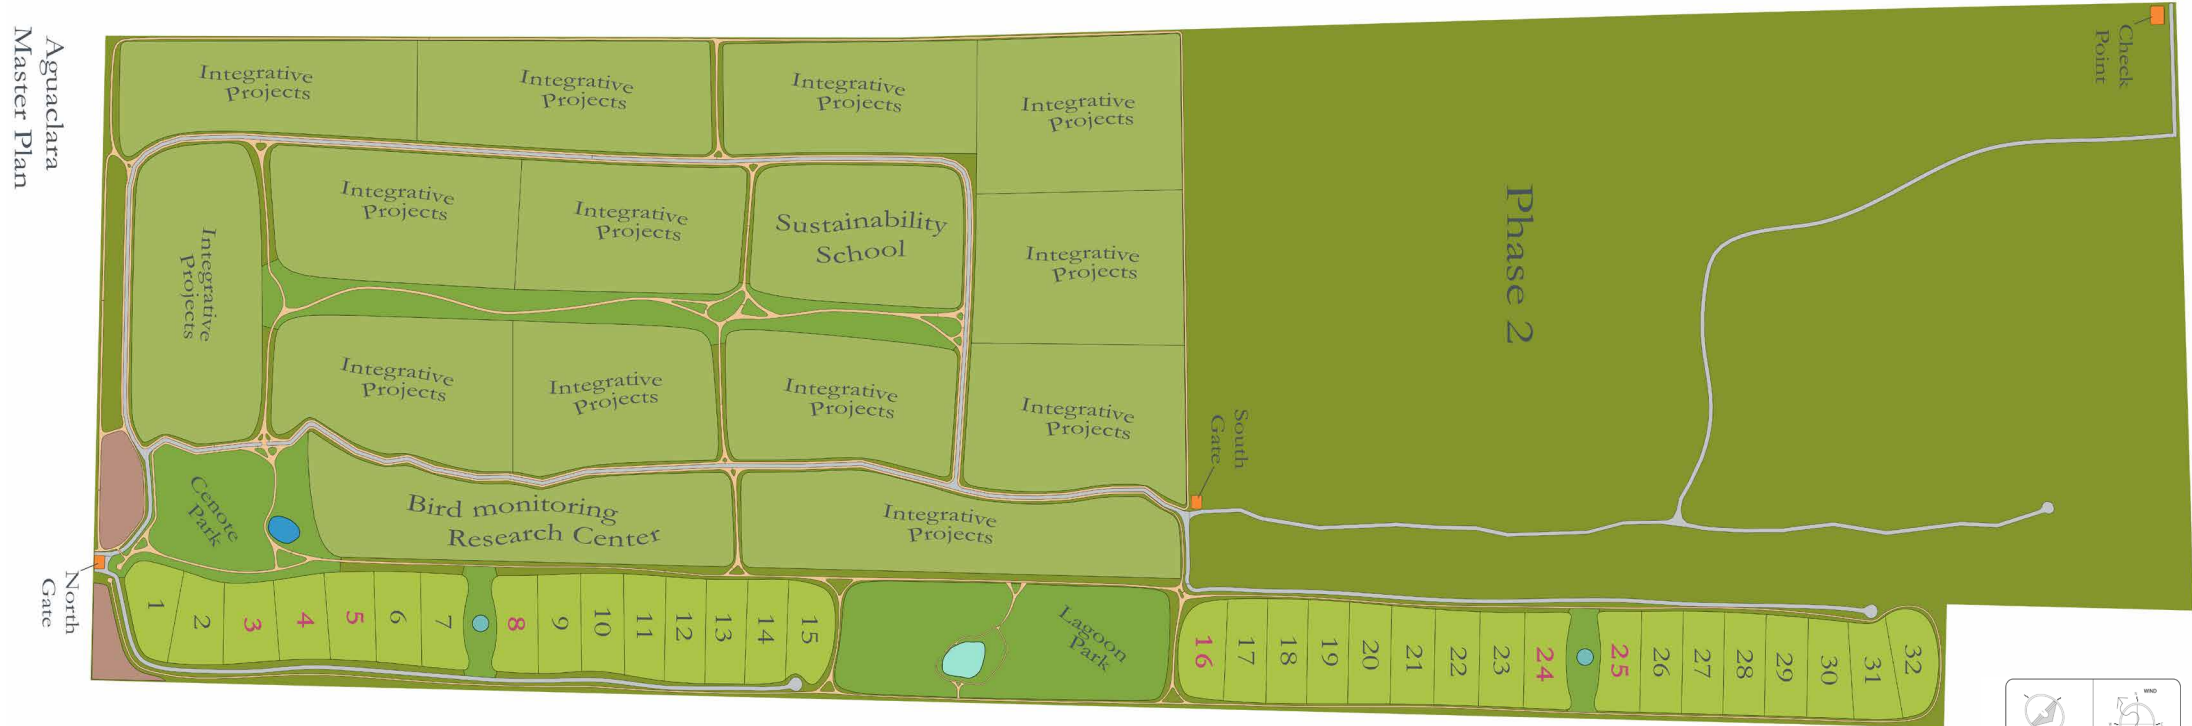 Aguaclara
Master Plan
Integrative
Projects
Integrative
Projects
Integrative
Projects
Integrative
Projects
Check
Point
Integrative
Projects
Integrative
Projects
Integrative
Projects
Sustainability
School
Integrative
Projects
Phase 2
Integrative
Projects
Integrative
Projects
Integrative
Projects
Integrative
Projects
South
Gate
Cenote
Park
Bird monitoring
Research Center
Integrative
Projects
North
Gate
1
2
3
4
5
6
7
8
9
10
11
12
13
14
15
Lagoon
Park
16
17
18
19
20
21
22
23
24
25
26
27
28
29
30
31
32
WIND